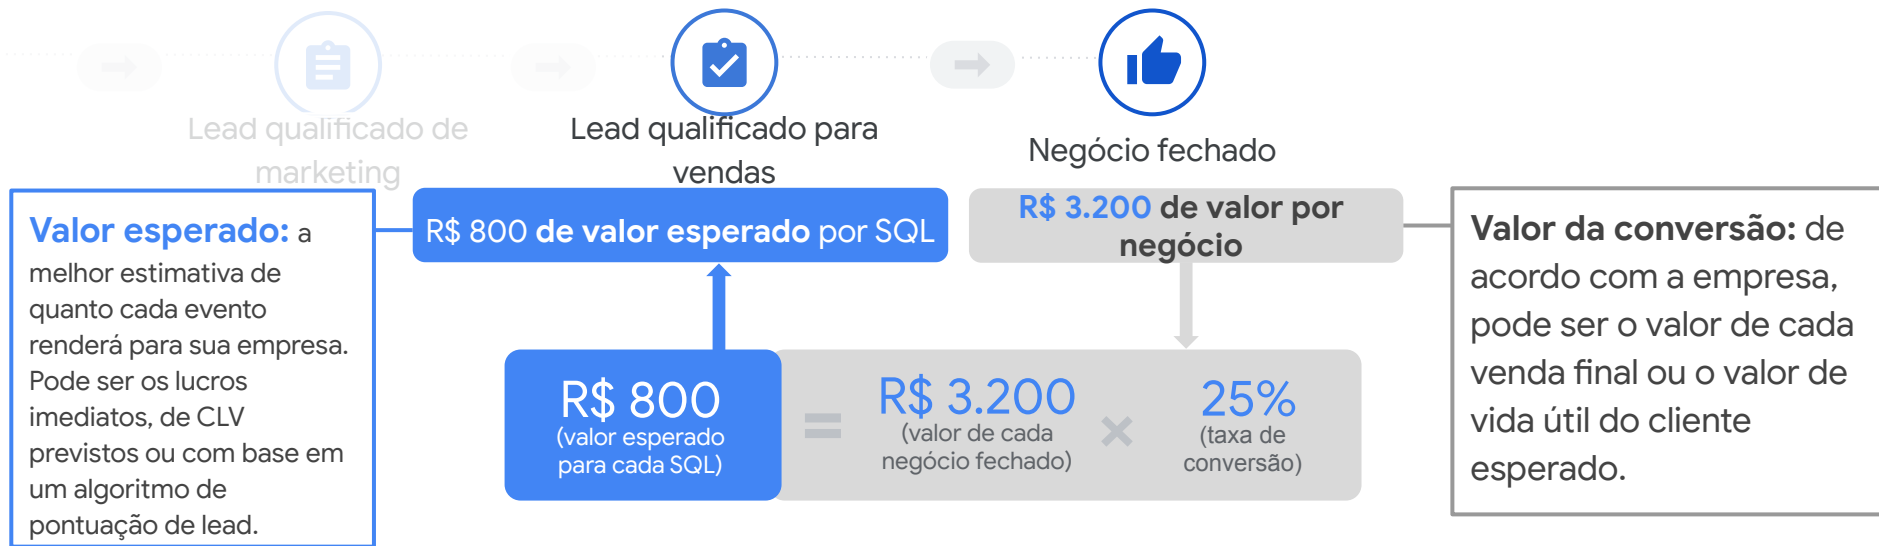 Lead qualificado de
marketing
Lead qualificado para
vendas
Negócio fechado
Valor esperado: a
melhor estimativa de
quanto cada evento
renderá para sua empresa.
Pode ser os lucros
imediatos, de CLV
previstos ou com base em
um algoritmo de
pontuação de lead.
R$ 800 de valor esperado por SQL
R$ 3.200 de valor por
negócio
Valor da conversão: de
acordo com a empresa,
pode ser o valor de cada
venda final ou o valor de
vida útil do cliente
esperado.
R$ 800
(valor esperado
para cada SQL)
=
R$ 3.200
(valor de cada
negócio fechado)
×
25%
(taxa de
conversão)